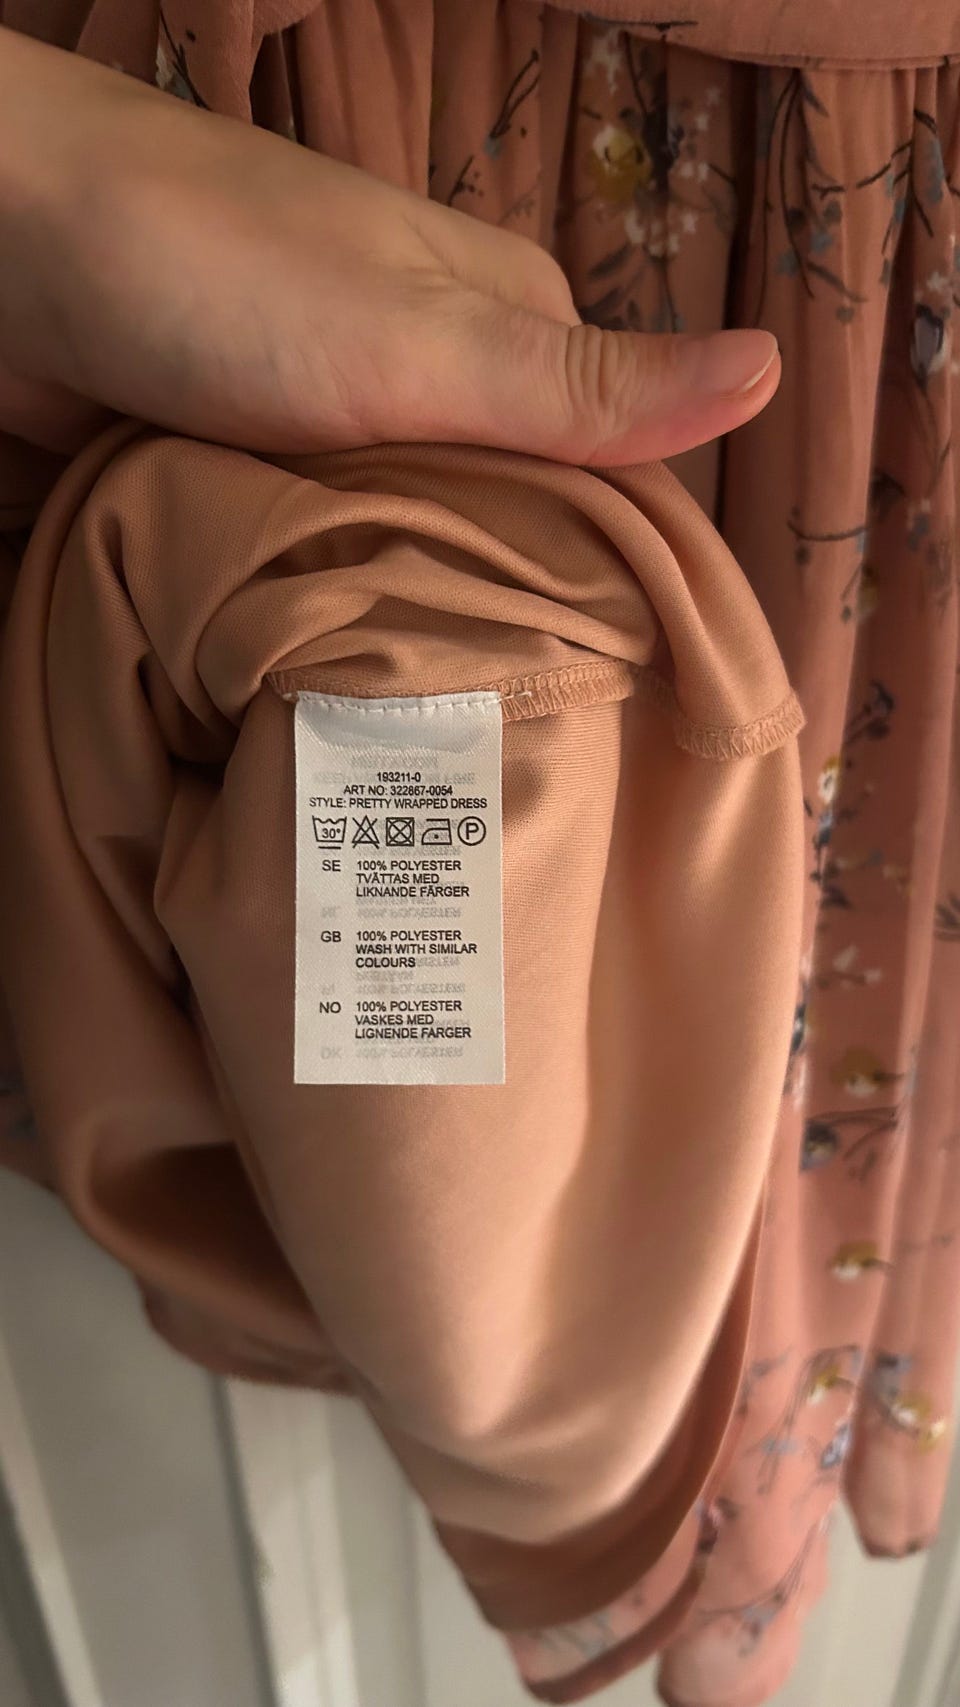 193211-0
ART NO: 322867-0054
STYLE: PRETTY WRAPPED DRESS
30° P
SE 100% POLYESTER
TVÄTTAS MED
LIKNANDE FÄRGER
GB 100% POLYESTER
WASH WITH SIMILAR
COLOURS
NO 100% POLYESTER
VASKES MED
LIGNENDE FARGER